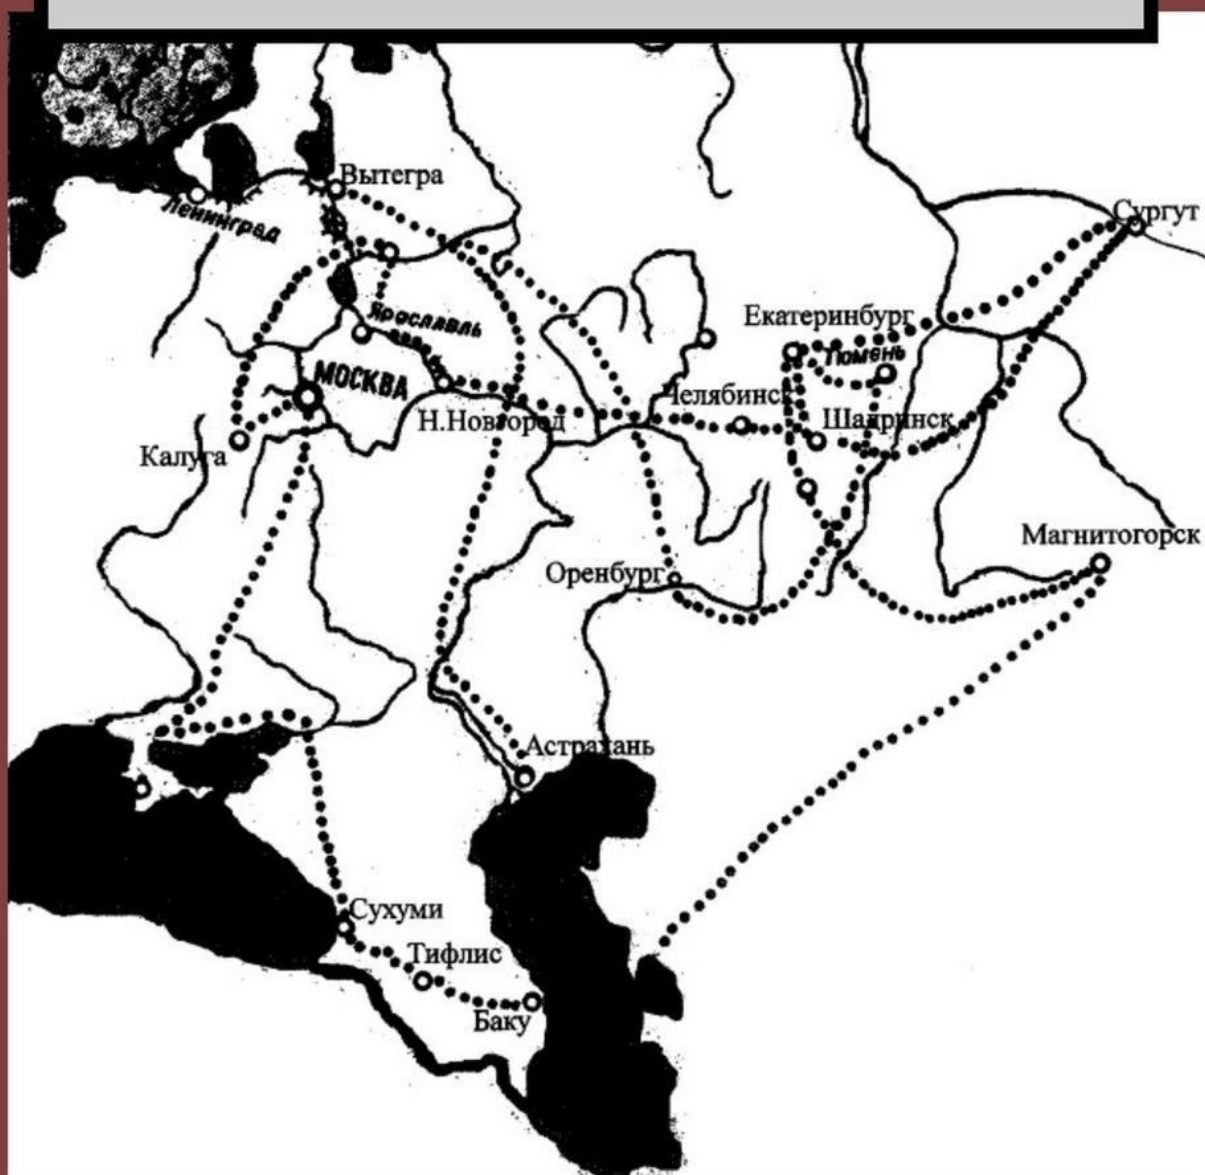 Вытегра
Ленинград
Сургут
Екатеринбург
Ярославль
Тюмень
МОСКВА
Челябинск
Н.Новгород
Шадринск
Калуга
Магнитогорск
Оренбург
Астрахань
Сухуми
Тифлис
Баку